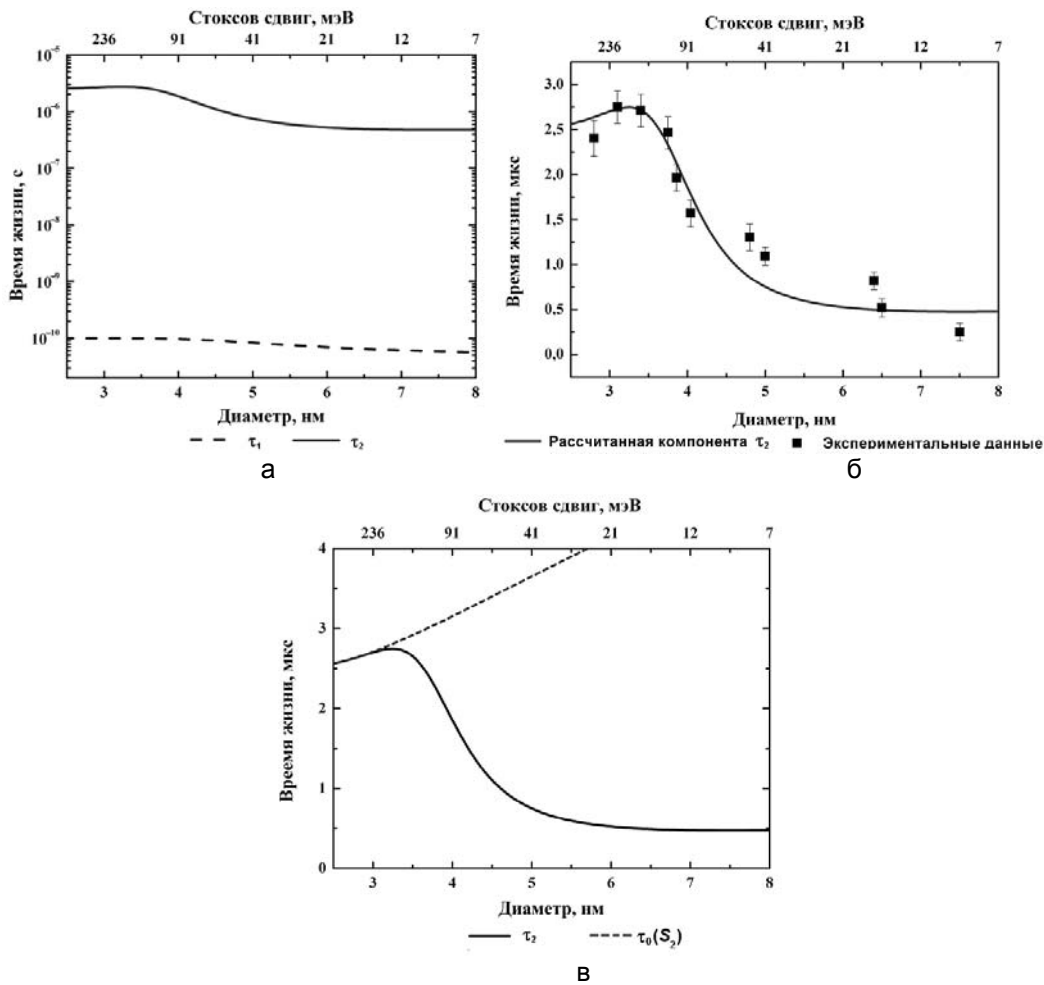 Стоксов сдвиг, мэВ
236 91 41 21 12 7
Время жизни, с
10⁻⁵
10⁻⁶
10⁻⁷
10⁻⁸
10⁻⁹
10⁻¹⁰
3 4 5 6 7 8
Диаметр, нм
τ₁ τ₂
а
Стоксов сдвиг, мэВ
236 91 41 21 12 7
Время жизни, мкс
3,0
2,5
2,0
1,5
1,0
0,5
0,0
3 4 5 6 7 8
Диаметр, нм
Рассчитанная компонента τ₂ Экспериментальные данные
б
Стоксов сдвиг, мэВ
236 91 41 21 12 7
Вреемя жизни, мкс
4
3
2
1
0
3 4 5 6 7 8
Диаметр, нм
τ₂ τ₀(S₂)
в